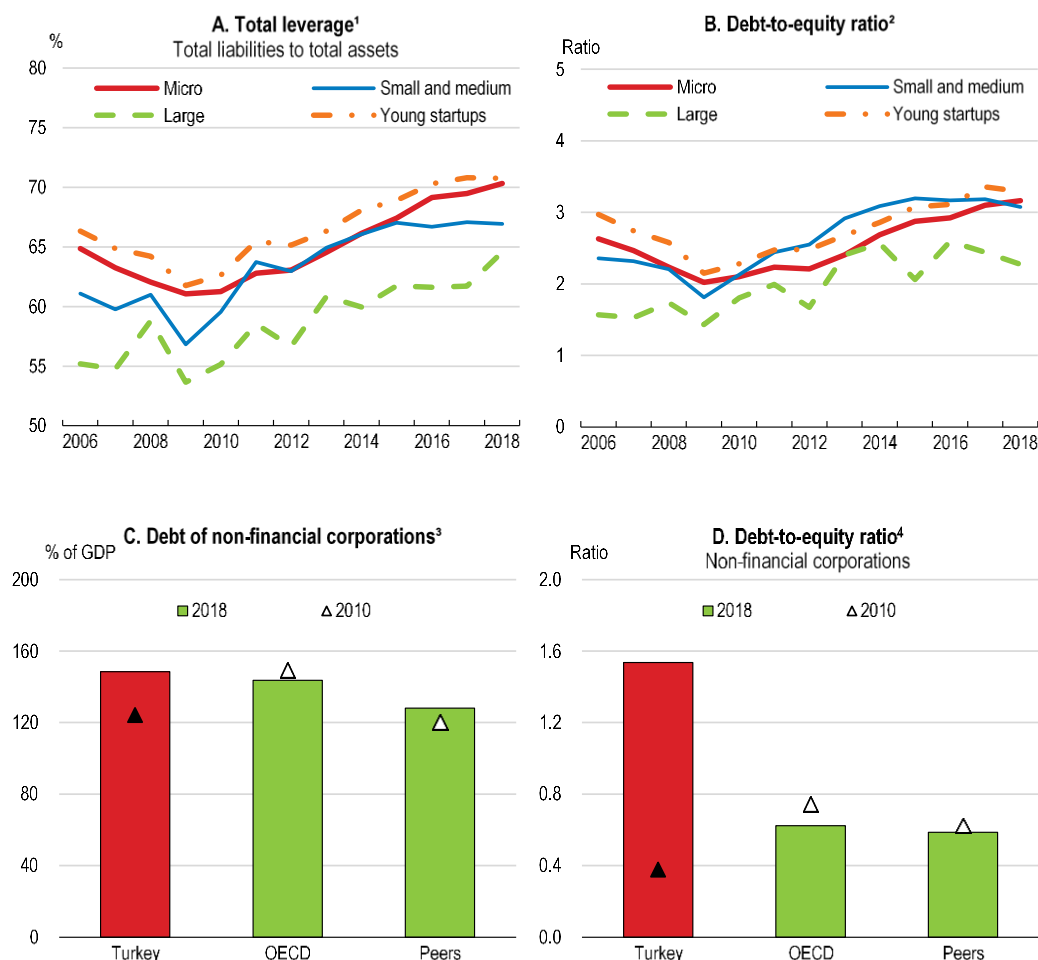 A. Total leverage¹
Total liabilities to total assets
%
80
75
70
65
60
55
50
Micro
Small and medium
Large
Young startups
2006 2008 2010 2012 2014 2016 2018
B. Debt-to-equity ratio²
Ratio
5
4
3
2
1
0
Micro
Small and medium
Large
Young startups
2006 2008 2010 2012 2014 2016 2018
C. Debt of non-financial corporations³
% of GDP
200
160
120
80
40
0
2018
2010
Turkey OECD Peers
D. Debt-to-equity ratio⁴
Non-financial corporations
Ratio
2.0
1.6
1.2
0.8
0.4
0.0
2018
2010
Turkey OECD Peers